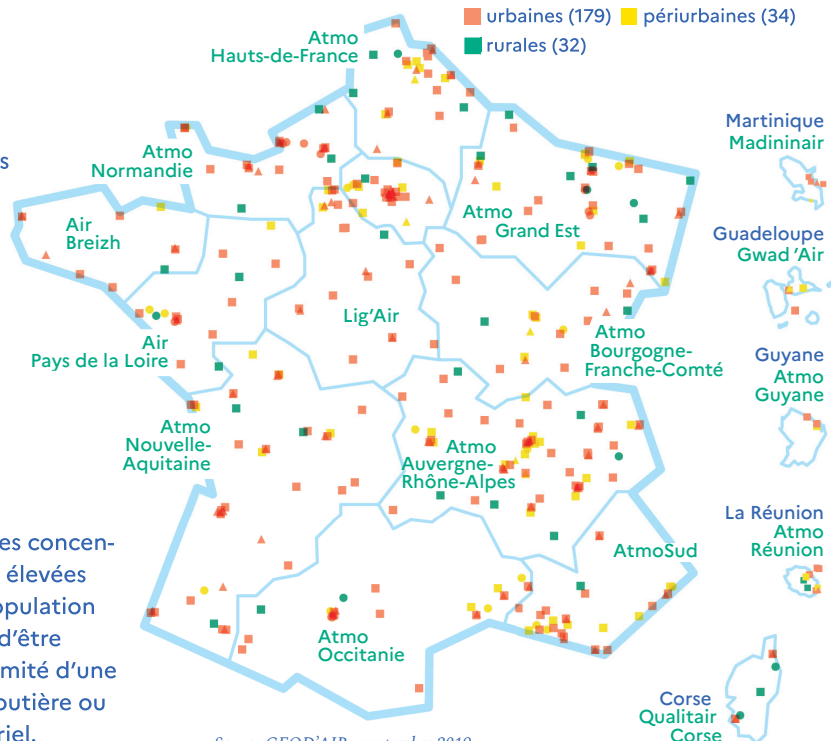 urbaines (179) périurbaines (34)
rurales (32)
Atmo
Hauts-de-France
s
Atmo
Normandie
Air
Breizh
Atmo
Grand Est
Martinique
Madininair
Guadeloupe
Gwad 'Air
Lig'Air
Air
Pays de la Loire
Atmo
Bourgogne-
Franche-Comté
Guyane
Atmo
Guyane
Atmo
Nouvelle-
Aquitaine
Atmo
Auvergne-
Rhône-Alpes
La Réunion
Atmo
Réunion
AtmoSud
es concen-
élevées
opulation
d'être
mité d'une
outière ou
riel.
Atmo
Occitanie
Corse
Qualitair
Corse